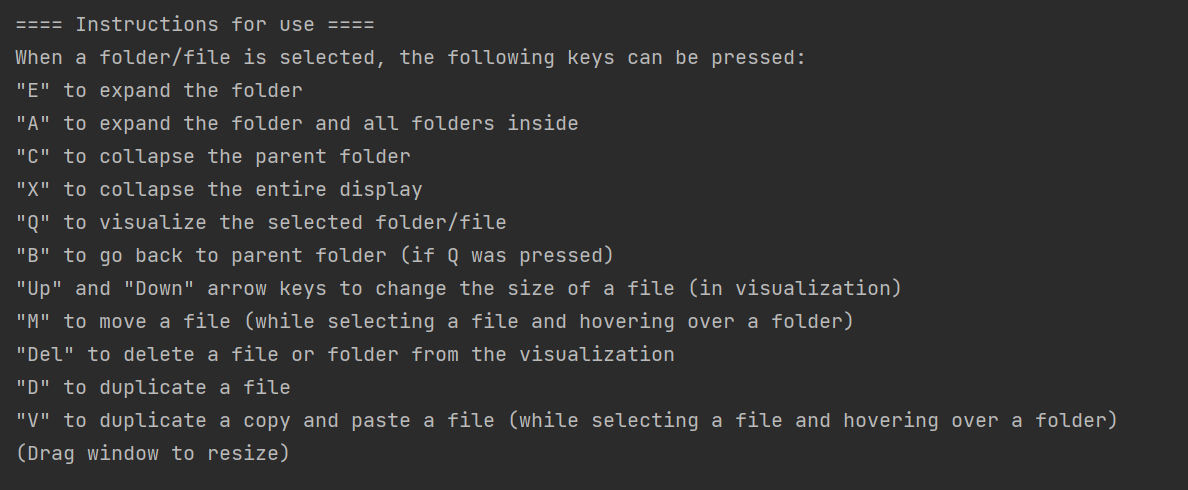 ==== Instructions for use ====
When a folder/file is selected, the following keys can be pressed:
"E" to expand the folder
"A" to expand the folder and all folders inside
"C" to collapse the parent folder
"X" to collapse the entire display
"Q" to visualize the selected folder/file
"B" to go back to parent folder (if Q was pressed)
"Up" and "Down" arrow keys to change the size of a file (in visualization)
"M" to move a file (while selecting a file and hovering over a folder)
"Del" to delete a file or folder from the visualization
"D" to duplicate a file
"V" to duplicate a copy and paste a file (while selecting a file and hovering over a folder)
(Drag window to resize)